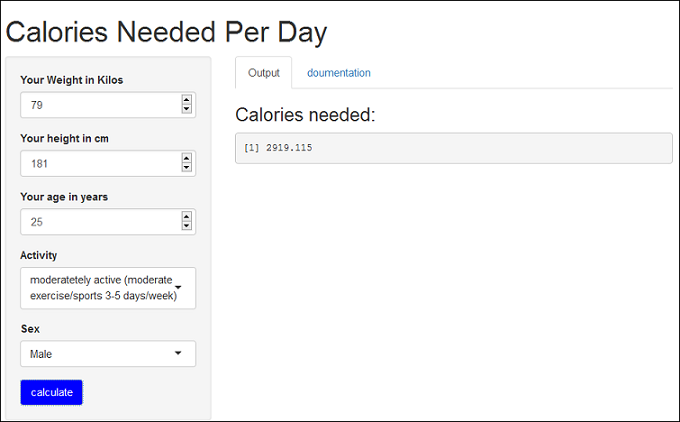 Calories Needed Per Day
Your Weight in Kilos
79
Your height in cm
181
Your age in years
25
Activity
moderatetely active (moderate
exercise/sports 3-5 days/week)
Sex
Male
calculate
Output
doumentation
Calories needed:
[1] 2919.115